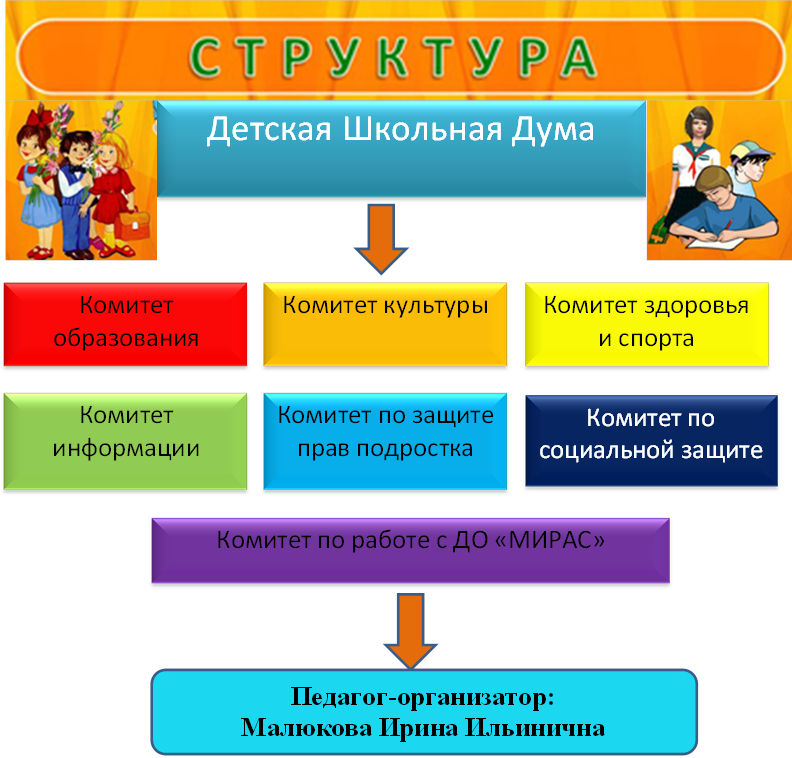 СТРУКТУРА
Детская Школьная Дума
Комитет
образования
Комитет культуры
Комитет здоровья
и спорта
Комитет
информации
Комитет по защите
прав подростка
Комитет по
социальной защите
Комитет по работе с ДО «МИРАС»
Педагог-организатор:
Малюкова Ирина Ильинична